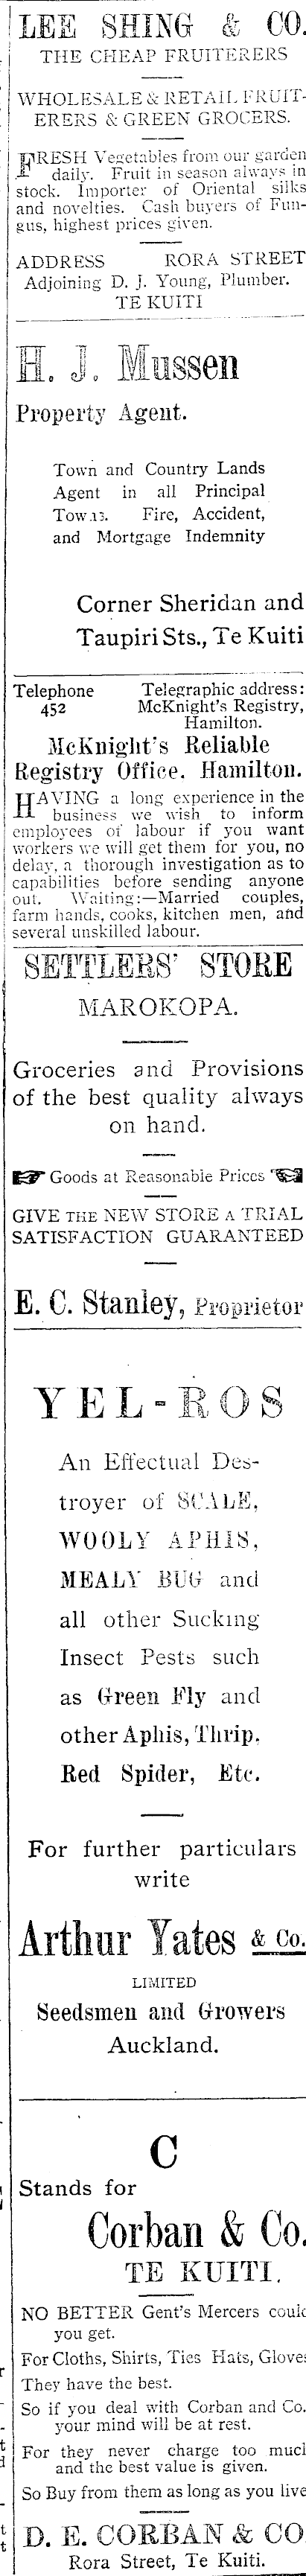 LEE SHING & CO.
THE CHEAP FRUITERERS
WHOLESALE & RETAIL FRUIT-
ERERS & GREEN GROCERS.
FRESH Vegetables from our garden
daily. Fruit in season always in
stock. Importer of Oriental silks
and novelties. Cash buyers of Fun-
gus, highest prices given.
ADDRESS RORA STREET
Adjoining D. J. Young, Plumber.
TE KUITI
H. J. Mussen
Property Agent.
Town and Country Lands
Agent in all Principal
Towns. Fire, Accident,
and Mortgage Indemnity
Corner Sheridan and
Taupiri Sts., Te Kuiti
Telephone Telegraphic address:
452 McKnight's Registry,
Hamilton.
McKnight's Reliable
Registry Office. Hamilton.
HAVING a long experience in the
business we wish to inform
employees of labour if you want
workers we will get them for you, no
delay, a thorough investigation as to
capabilities before sending anyone
out. Waiting:—Married couples,
farm hands, cooks, kitchen men, and
several unskilled labour.
SETTLERS' STORE
MAROKOPA.
Groceries and Provisions
of the best quality always
on hand.
☞ Goods at Reasonable Prices ☜
GIVE THE NEW STORE A TRIAL
SATISFACTION GUARANTEED
E. C. Stanley, Proprietor
YEL-ROS
An Effectual Des-
troyer of SCALE,
WOOLY APHIS,
MEALY BUG and
all other Sucking
Insect Pests such
as Green Fly and
other Aphis, Thrip,
Red Spider, Etc.
For further particulars
write
Arthur Yates & Co.
LIMITED
Seedsmen and Growers
Auckland.
C
Stands for
Corban & Co.
TE KUITI.
NO BETTER Gent's Mercers could
you get.
For Cloths, Shirts, Ties Hats, Gloves
They have the best.
So if you deal with Corban and Co.
your mind will be at rest.
For they never charge too much
and the best value is given.
So Buy from them as long as you live
D. E. CORBAN & CO
Rora Street, Te Kuiti.